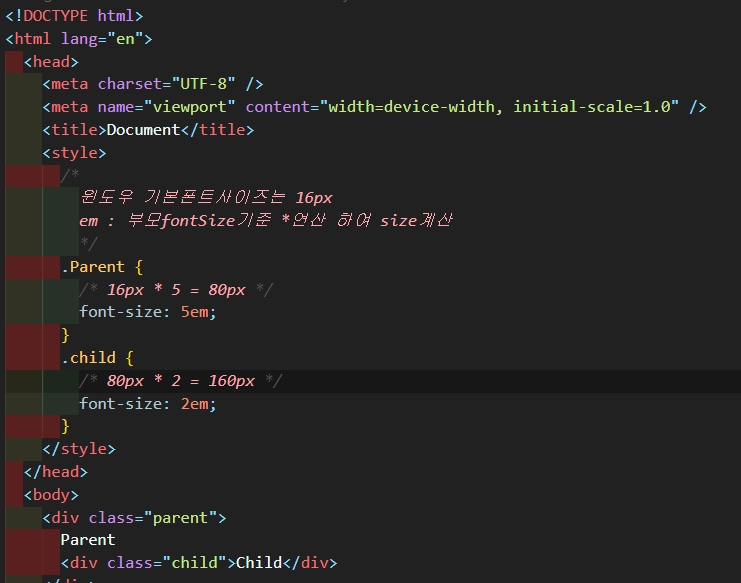 <!DOCTYPE html>
<html lang="en">
<head>
<meta charset="UTF-8" />
<meta name="viewport" content="width=device-width, initial-scale=1.0" />
<title>Document</title>
<style>
/*
윈도우 기본폰트사이즈는 16px
em : 부모fontSize기준 *연산 하여 size계산
*/
.Parent {
/* 16px * 5 = 80px */
font-size: 5em;
}
.child {
/* 80px * 2 = 160px */
font-size: 2em;
}
</style>
</head>
<body>
<div class="parent">
Parent
<div class="child">Child</div>